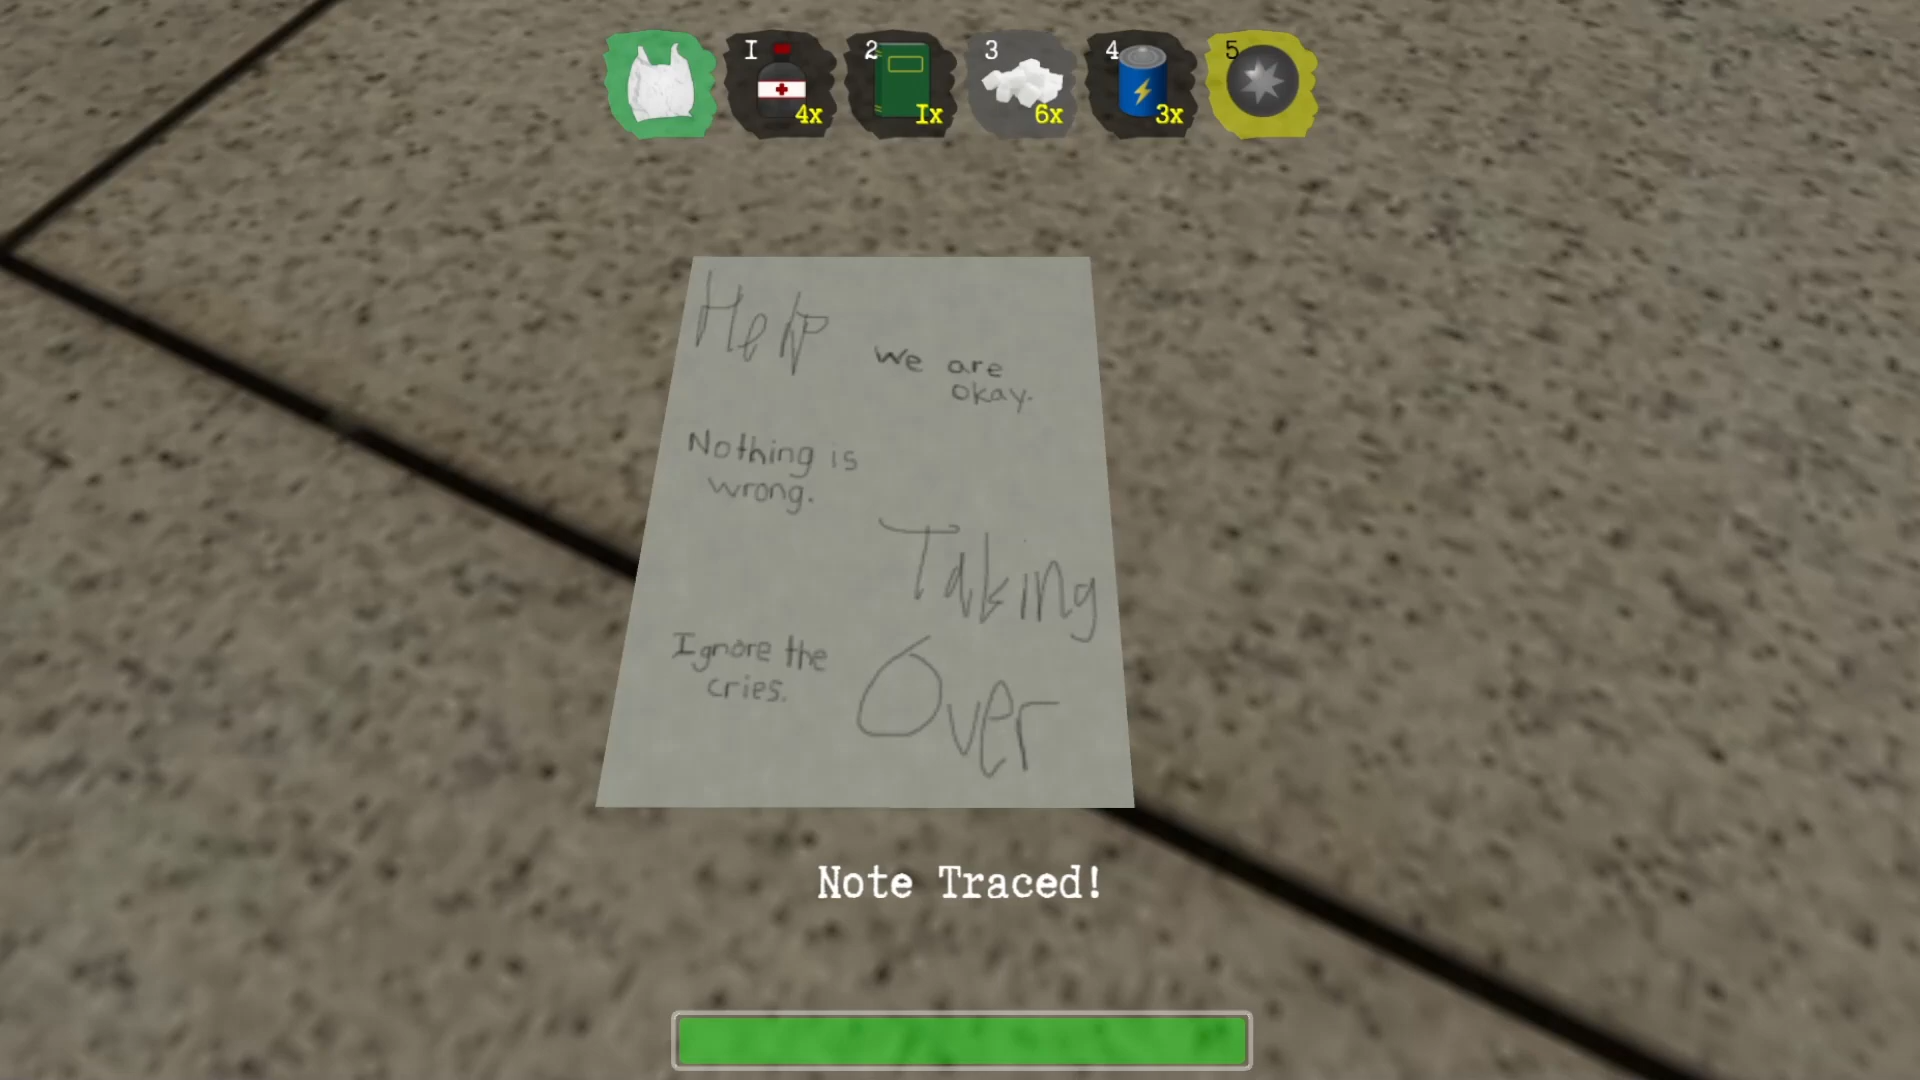 I
4x
2
Ix
3
6x
4
3x
5
Help
We are
okay.
Nothing is
wrong.
Taking
Over
Ignore the
cries.
Note Traced!